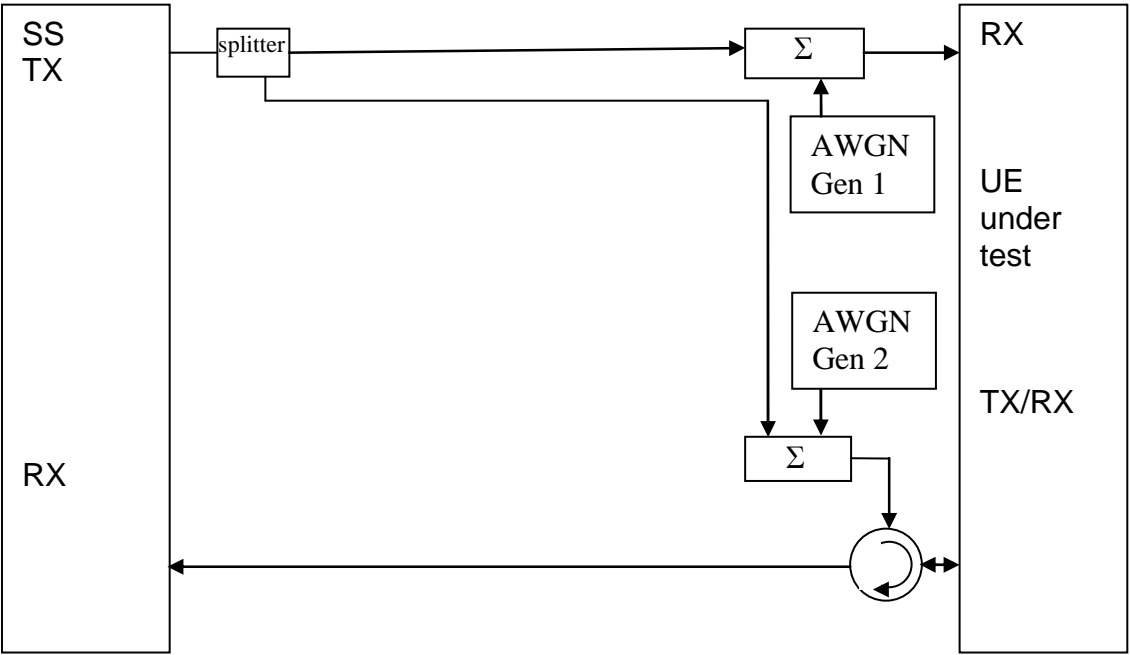 SS
TX
splitter
Σ
RX
AWGN
Gen 1
UE
under
test
AWGN
Gen 2
TX/RX
Σ
RX